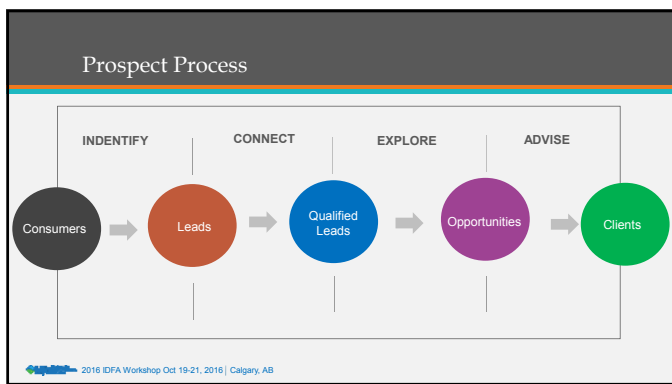 Prospect Process
INDENTIFY
CONNECT
EXPLORE
ADVISE
Consumers
Leads
Qualified
Leads
Opportunities
Clients
2016 IDFA Workshop Oct 19-21, 2016 | Calgary, AB